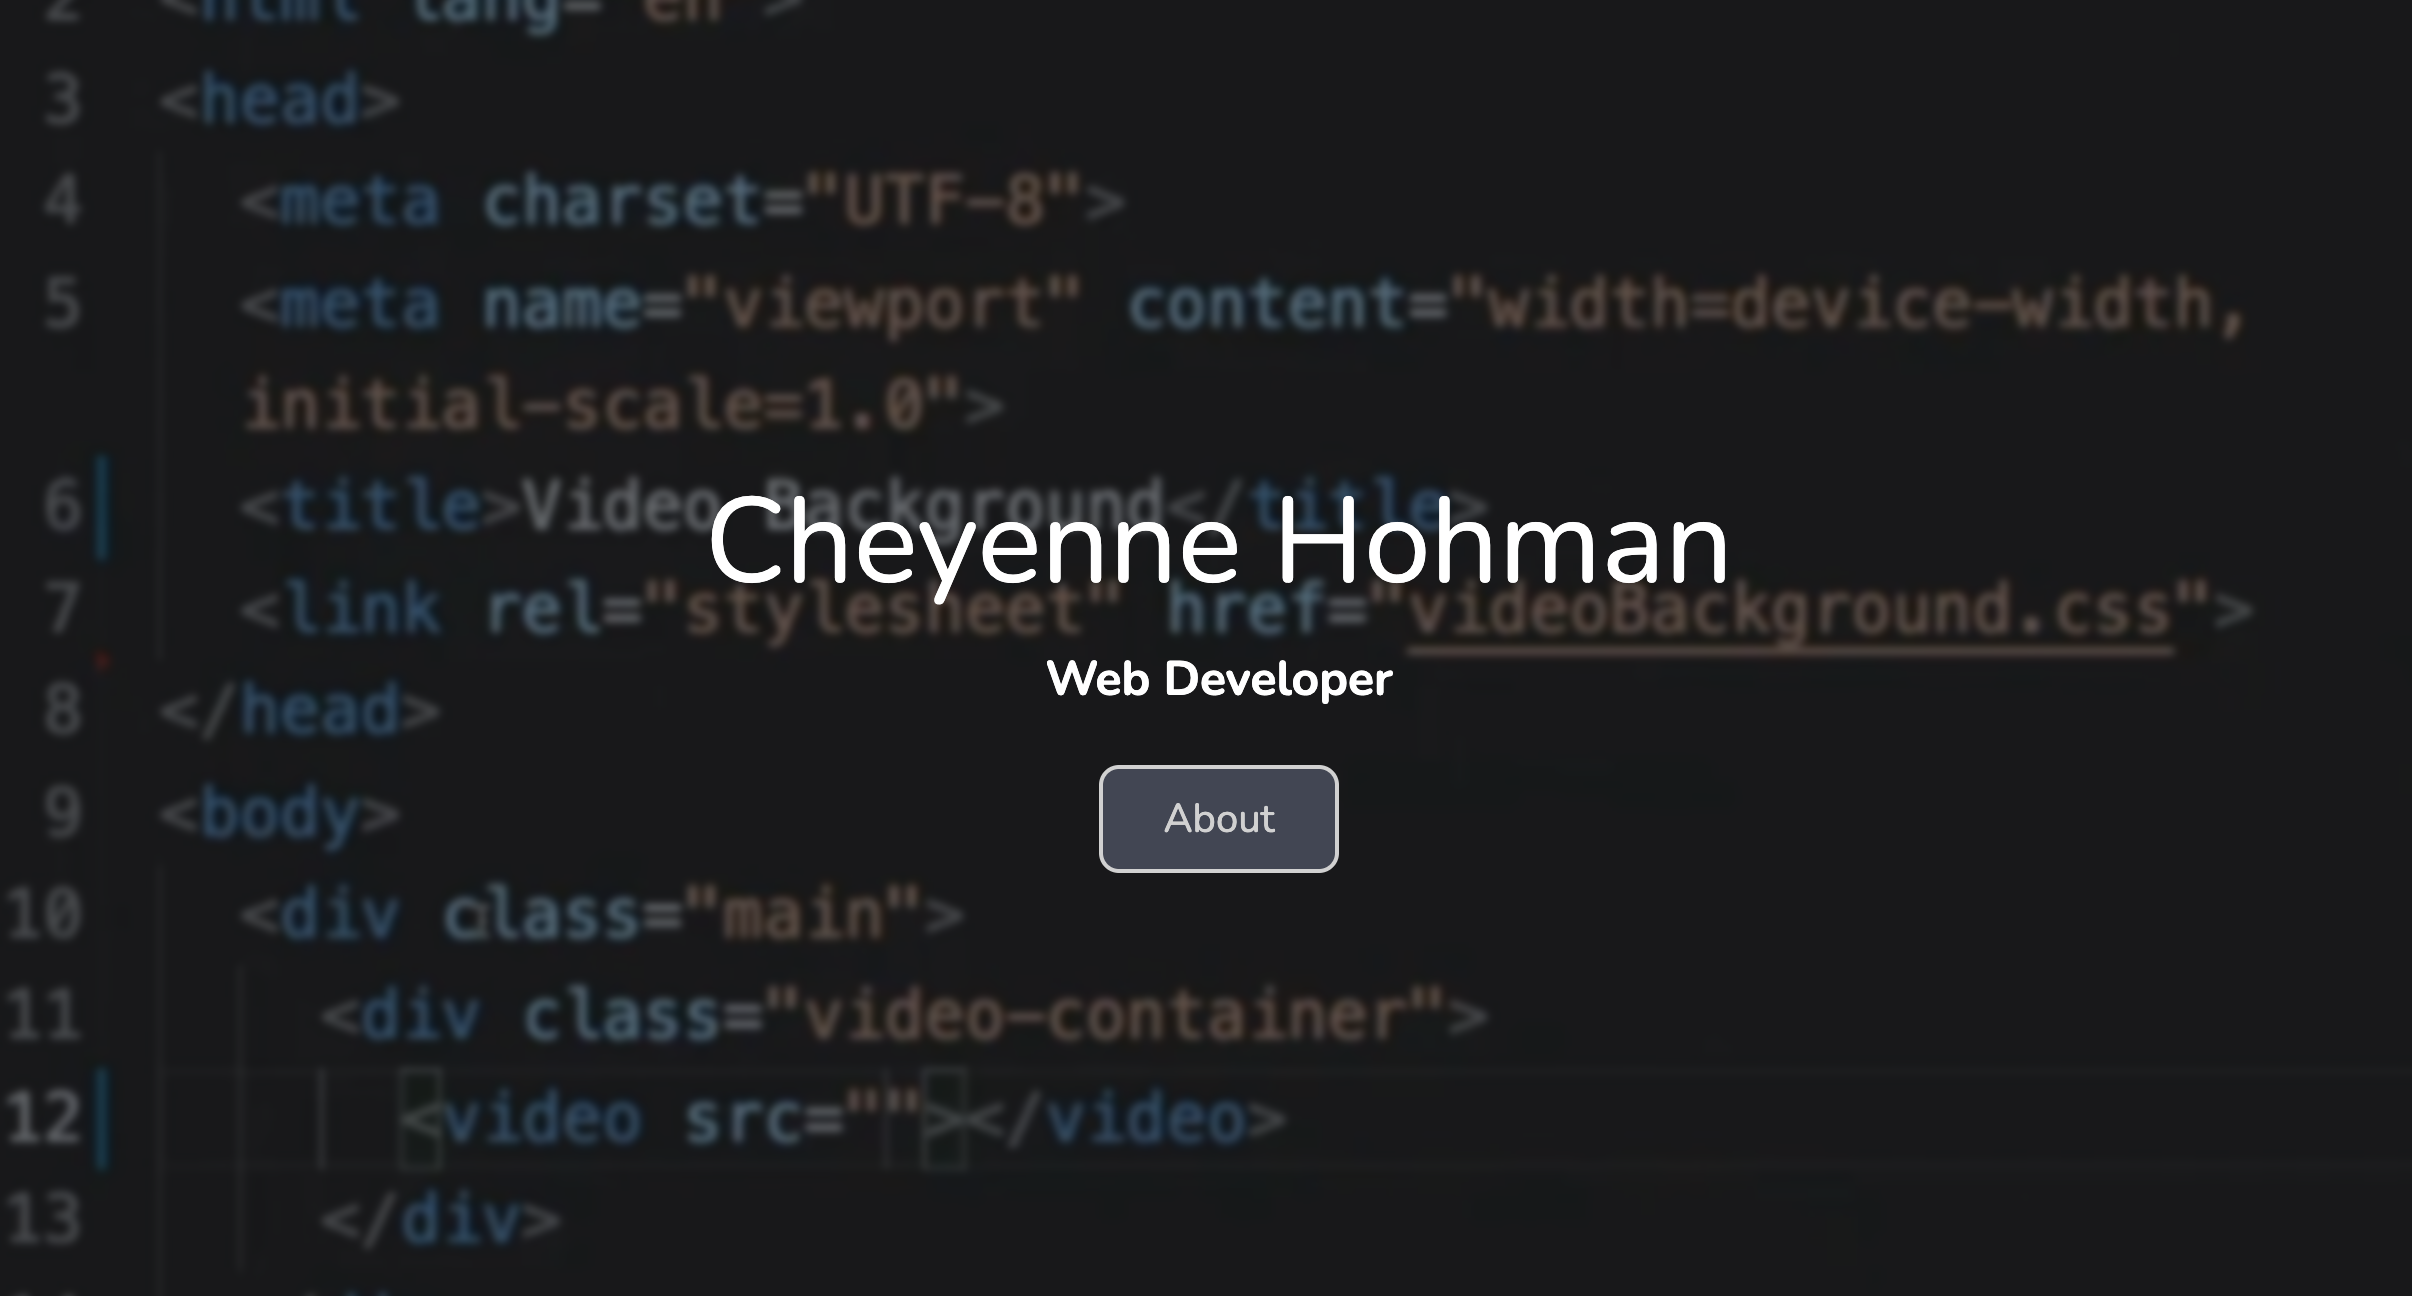 2 <html lang="en">
3 <head>
4 <meta charset="UTF-8">
5 <meta name="viewport" content="width=device-width,
initial-scale=1.0">
6 <title>Video Background</title>
Cheyenne Hohman
7 <link rel="stylesheet" href="videoBackground.css">
Web Developer
8 </head>
About
9 <body>
10 <div class="main">
11 <div class="video-container">
12 <video src=""></video>
13 </div>